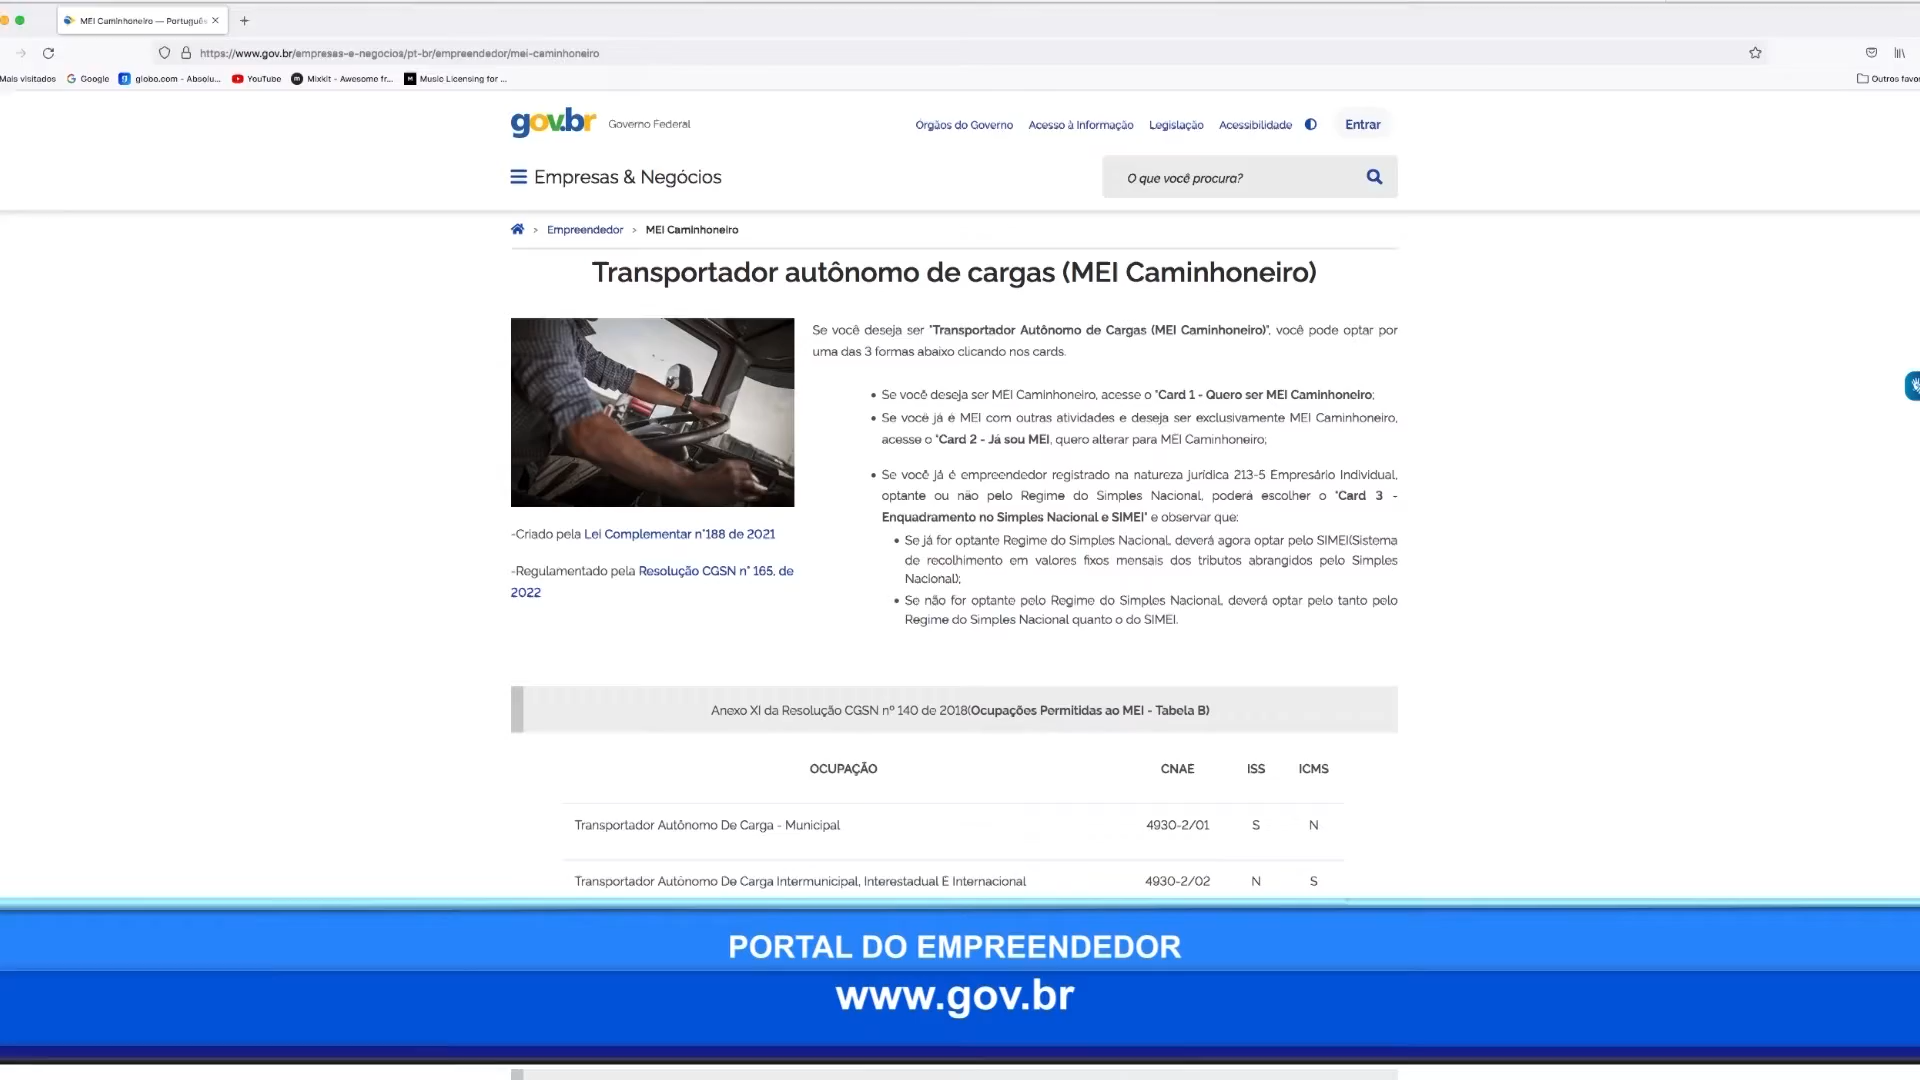 MEI Caminhoneiro — Português
https://www.gov.br/empresas-e-negocios/pt-br/empreendedor/mei-caminhoneiro
Mais visitados Google globo.com - Absolu... YouTube Mixkit - Awesome fr... Music Licensing for ... Outros favor
gov.br Governo Federal Órgãos do Governo Acesso à Informação Legislação Acessibilidade Entrar
Empresas & Negócios O que você procura?
> Empreendedor > MEI Caminhoneiro
Transportador autônomo de cargas (MEI Caminhoneiro)
Se você deseja ser "Transportador Autônomo de Cargas (MEI Caminhoneiro)", você pode optar por
uma das 3 formas abaixo clicando nos cards.
• Se você deseja ser MEI Caminhoneiro, acesse o "Card 1 - Quero ser MEI Caminhoneiro;
• Se você já é MEI com outras atividades e deseja ser exclusivamente MEI Caminhoneiro,
acesse o "Card 2 - Já sou MEI, quero alterar para MEI Caminhoneiro;
• Se você já é empreendedor registrado na natureza jurídica 213-5 Empresário Individual,
optante ou não pelo Regime do Simples Nacional, poderá escolher o "Card 3 -
Enquadramento no Simples Nacional e SIMEI" e observar que:
• Se já for optante Regime do Simples Nacional, deverá agora optar pelo SIMEI(Sistema
de recolhimento em valores fixos mensais dos tributos abrangidos pelo Simples
Nacional);
• Se não for optante pelo Regime do Simples Nacional, deverá optar pelo tanto pelo
Regime do Simples Nacional quanto o do SIMEI.
-Criado pela Lei Complementar n°188 de 2021
-Regulamentado pela Resolução CGSN n° 165, de
2022
Anexo XI da Resolução CGSN nº 140 de 2018(Ocupações Permitidas ao MEI - Tabela B)
OCUPAÇÃO CNAE ISS ICMS
Transportador Autônomo De Carga - Municipal 4930-2/01 S N
Transportador Autônomo De Carga Intermunicipal, Interestadual E Internacional 4930-2/02 N S
PORTAL DO EMPREENDEDOR
www.gov.br